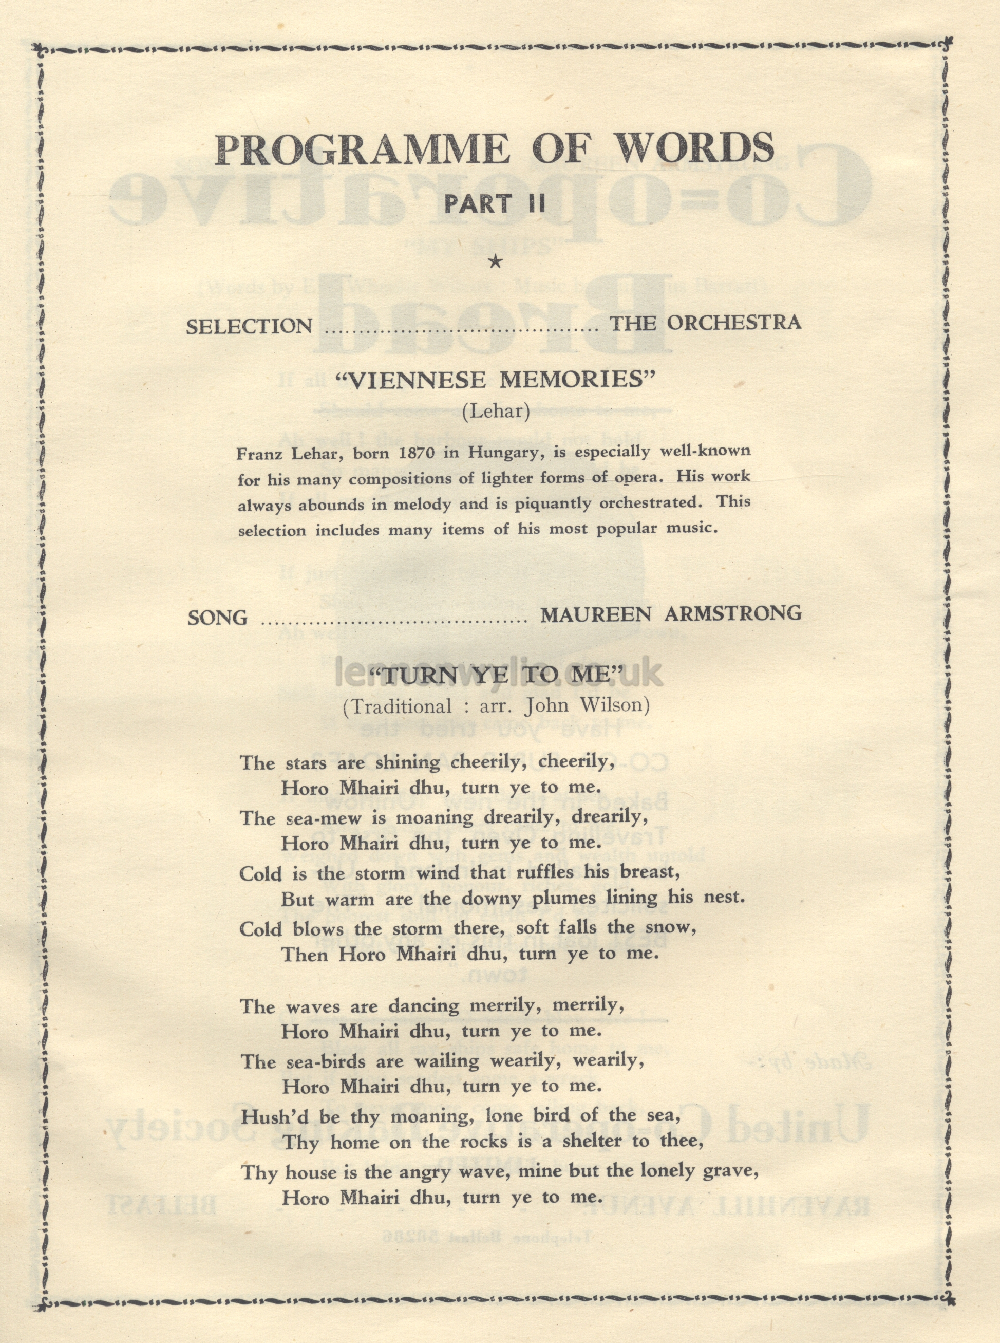 PROGRAMME OF WORDS
PART II
SELECTION ........................................ THE ORCHESTRA
“VIENNESE MEMORIES”
(Lehar)
Franz Lehar, born 1870 in Hungary, is especially well-known
for his many compositions of lighter forms of opera. His work
always abounds in melody and is piquantly orchestrated. This
selection includes many items of his most popular music.
SONG ....................................... MAUREEN ARMSTRONG
lennonwylie.co.uk
“TURN YE TO ME”
(Traditional : arr. John Wilson)
The stars are shining cheerily, cheerily,
Horo Mhairi dhu, turn ye to me.
The sea-mew is moaning drearily, drearily,
Horo Mhairi dhu, turn ye to me.
Cold is the storm wind that ruffles his breast,
But warm are the downy plumes lining his nest.
Cold blows the storm there, soft falls the snow,
Then Horo Mhairi dhu, turn ye to me.
The waves are dancing merrily, merrily,
Horo Mhairi dhu, turn ye to me.
The sea-birds are wailing wearily, wearily,
Horo Mhairi dhu, turn ye to me.
Hush’d be thy moaning, lone bird of the sea,
Thy home on the rocks is a shelter to thee,
Thy house is the angry wave, mine but the lonely grave,
Horo Mhairi dhu, turn ye to me.